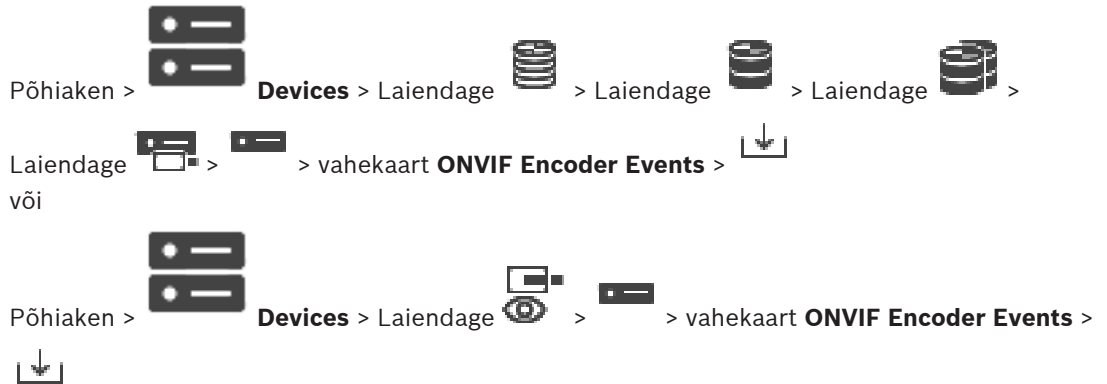 Põhiaken > Devices > Laiendage > Laiendage > Laiendage >
Laiendage > > vahekaart ONVIF Encoder Events >
või
Põhiaken > Devices > Laiendage > > vahekaart ONVIF Encoder Events >